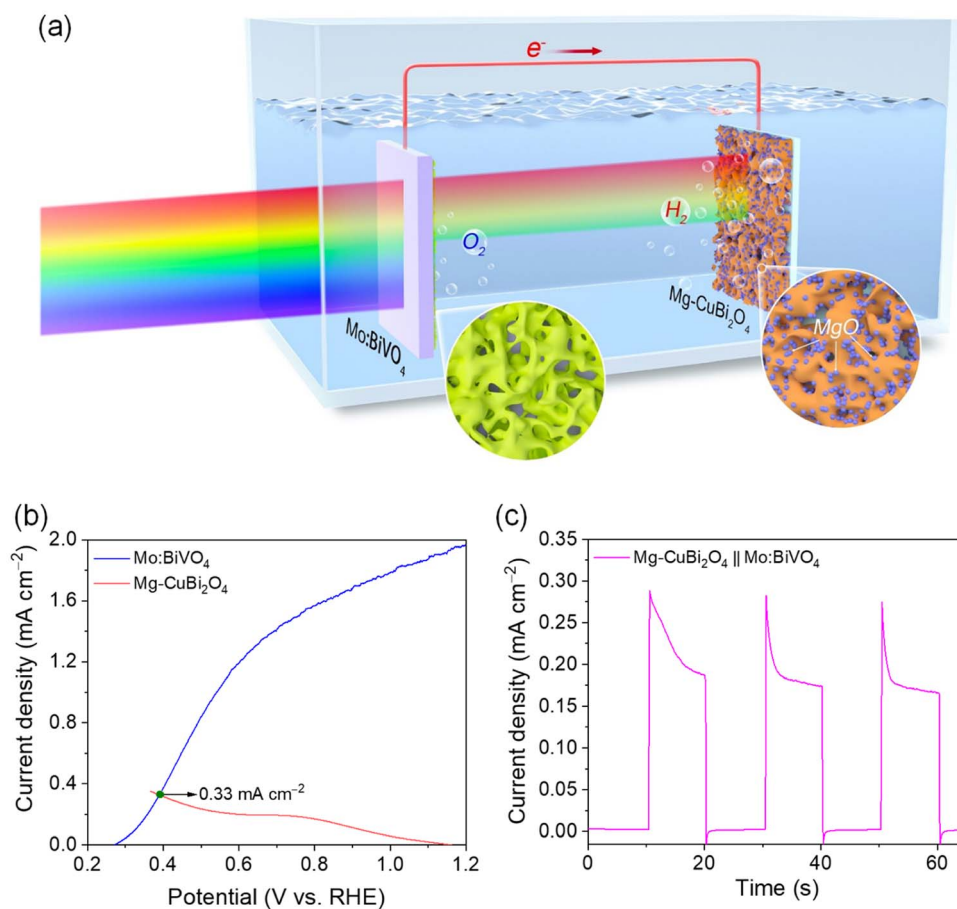 (a)
e⁻
O₂
H₂
Mo:BiVO₄
Mg-CuBi₂O₄
MgO
(b)
Mo:BiVO₄
Mg-CuBi₂O₄
Current density (mA cm⁻²)
2.0
1.6
1.2
0.8
0.4
0.0
0.33 mA cm⁻²
0.2
0.4
0.6
0.8
1.0
1.2
Potential (V vs. RHE)
(c)
Mg-CuBi₂O₄ || Mo:BiVO₄
Current density (mA cm⁻²)
0.35
0.30
0.25
0.20
0.15
0.10
0.05
0.00
0
20
40
60
Time (s)